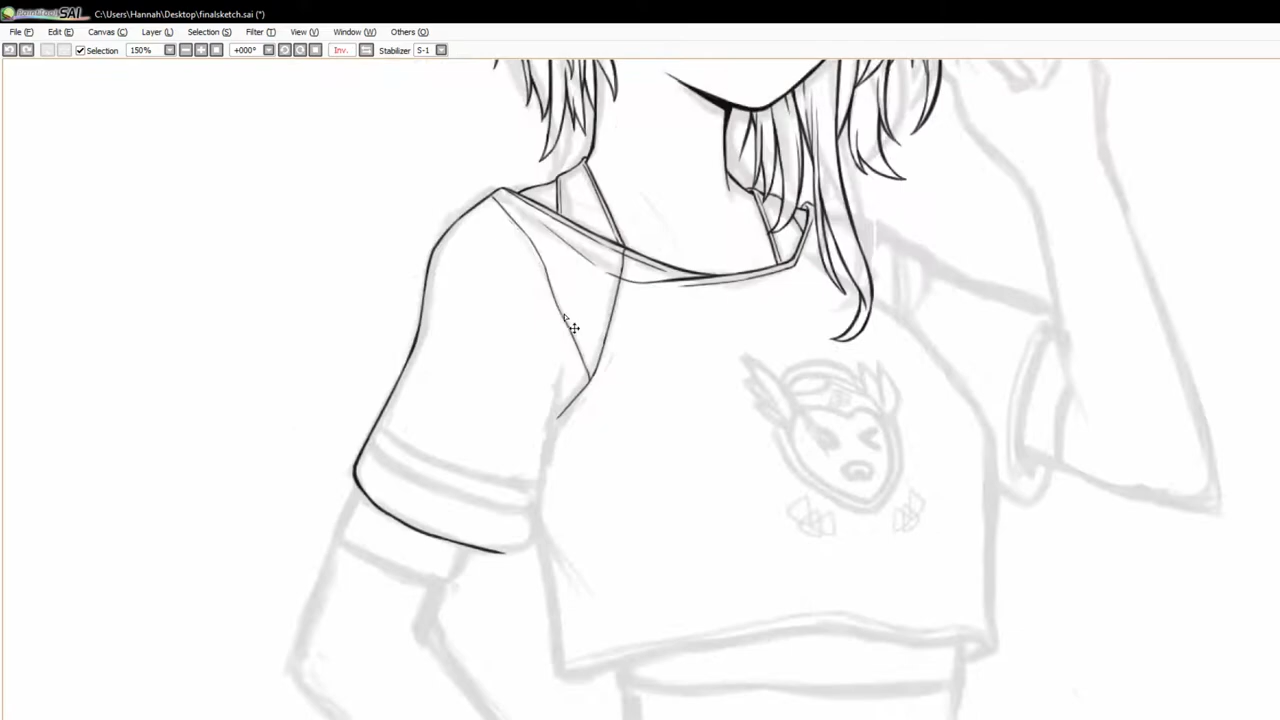 PaintTool SAI C:\Users\Hannah\Desktop\finalsketch.sai (*)
File (F) Edit (E) Canvas (C) Layer (L) Selection (S) Filter (T) View (V) Window (W) Others (O)
Selection 150% +000° Inv. Stabilizer S-1